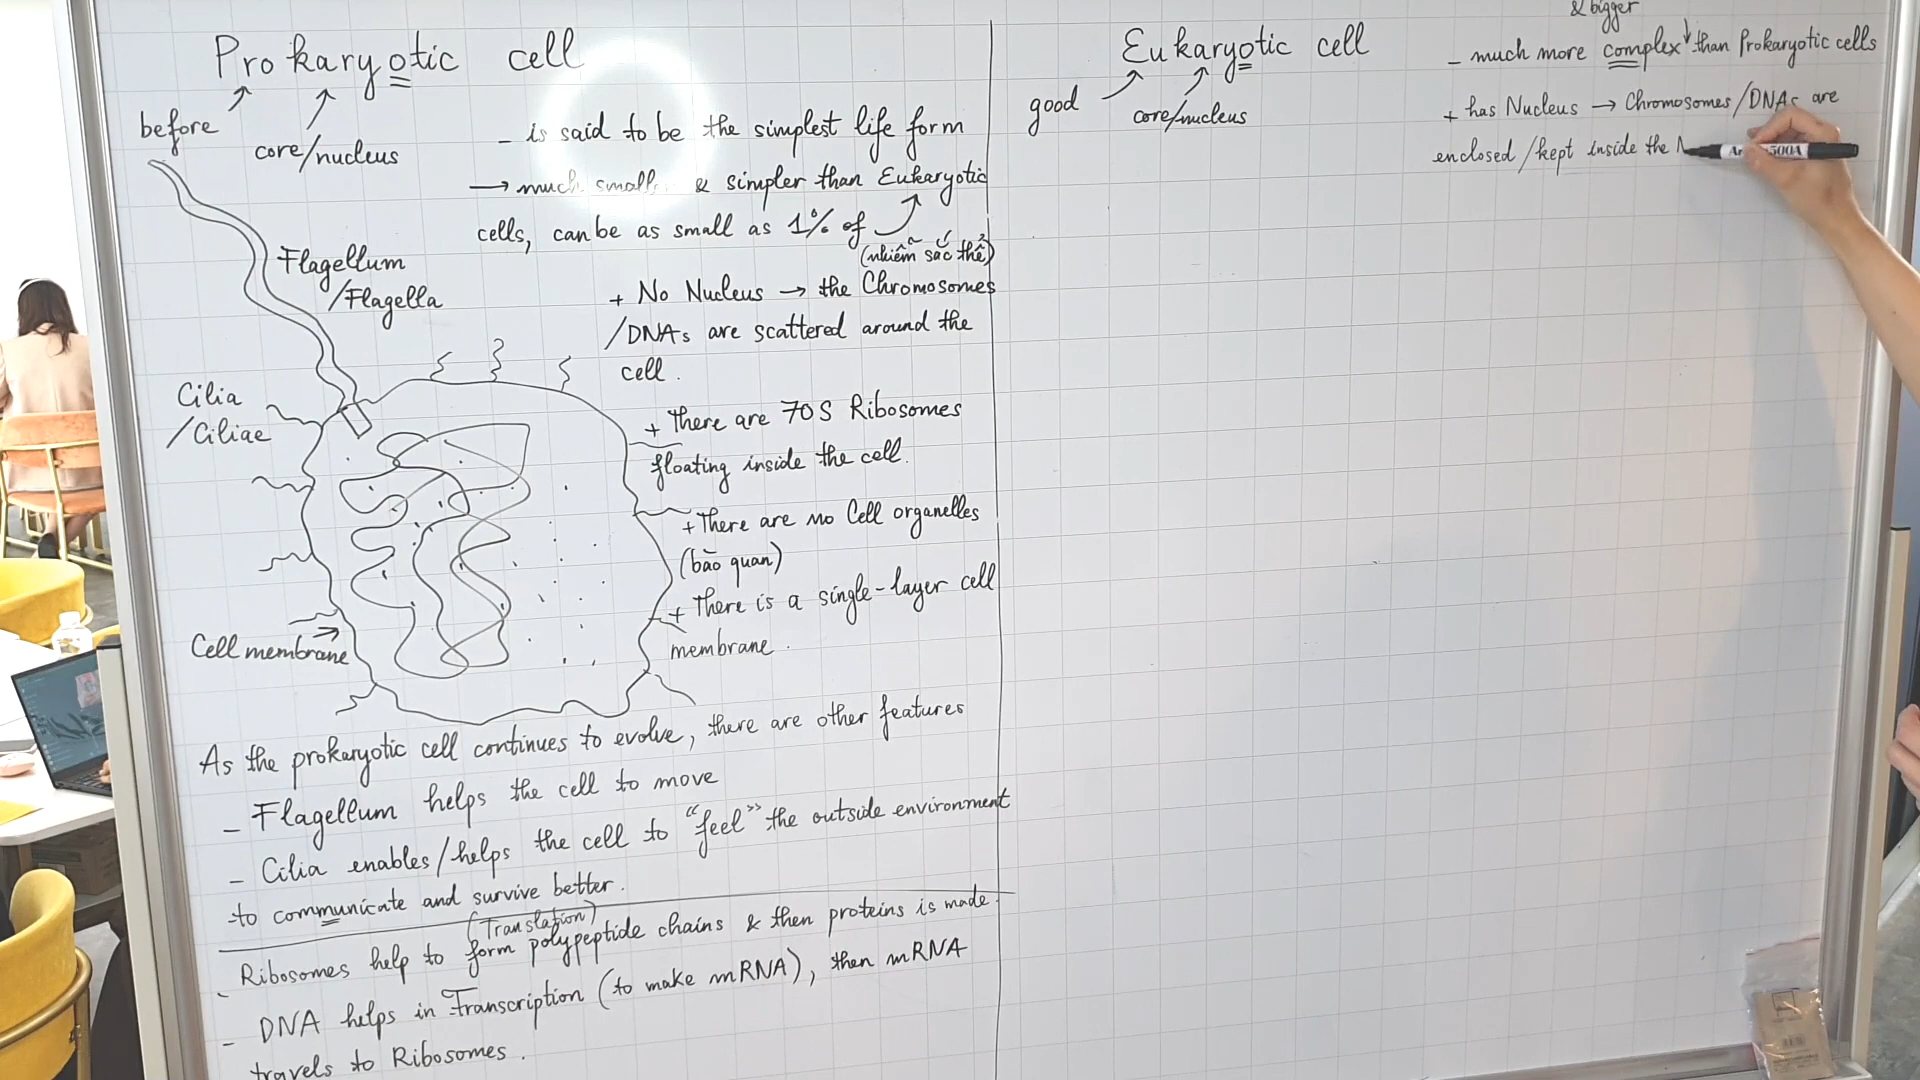 Prokaryotic cell
before
core/nucleus
- is said to be the simplest life form
→ much small & simpler than Eukaryotic
cells, can be as small as 1% of
(nhiễm sắc thể)
Flagellum
/Flagella
+ No Nucleus → the Chromosomes
/DNAs are scattered around the
cell.
Cilia
/Ciliae
+ There are 70S Ribosomes
floating inside the cell.
+ There are no Cell organelles
(bào quan)
+ There is a single-layer cell
membrane.
Cell membrane
As the prokaryotic cell continues to evolve, there are other features
- Flagellum helps the cell to move
- Cilia enables/helps the cell to "feel" the outside environment
to communicate and survive better.
(Translation)
- Ribosomes help to form polypeptide chains & then proteins is made.
- DNA helps in Transcription (to make mRNA), then mRNA
travels to Ribosomes.
Eukaryotic cell
good
core/nucleus
& bigger
- much more complex than Prokaryotic cells
+ has Nucleus → Chromosomes/DNAs are
enclosed/kept inside the N